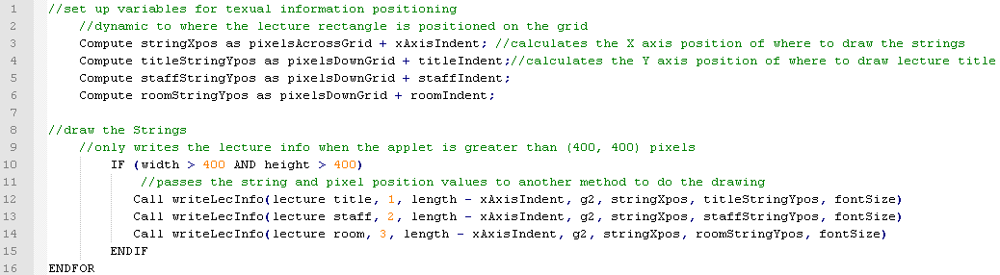 1 //set up variables for texual information positioning
2 //dynamic to where the lecture rectangle is positioned on the grid
3 Compute stringXpos as pixelsAcrossGrid + xAxisIndent; //calculates the X axis position of where to draw the strings
4 Compute titleStringYpos as pixelsDownGrid + titleIndent;//calculates the Y axis position of where to draw lecture title
5 Compute staffStringYpos as pixelsDownGrid + staffIndent;
6 Compute roomStringYpos as pixelsDownGrid + roomIndent;
7
8 //draw the Strings
9 //only writes the lecture info when the applet is greater than (400, 400) pixels
10 IF (width > 400 AND height > 400)
11 //passes the string and pixel position values to another method to do the drawing
12 Call writeLecInfo(lecture title, 1, length - xAxisIndent, g2, stringXpos, titleStringYpos, fontSize)
13 Call writeLecInfo(lecture staff, 2, length - xAxisIndent, g2, stringXpos, staffStringYpos, fontSize)
14 Call writeLecInfo(lecture room, 3, length - xAxisIndent, g2, stringXpos, roomStringYpos, fontSize)
15 ENDIF
16 ENDFOR